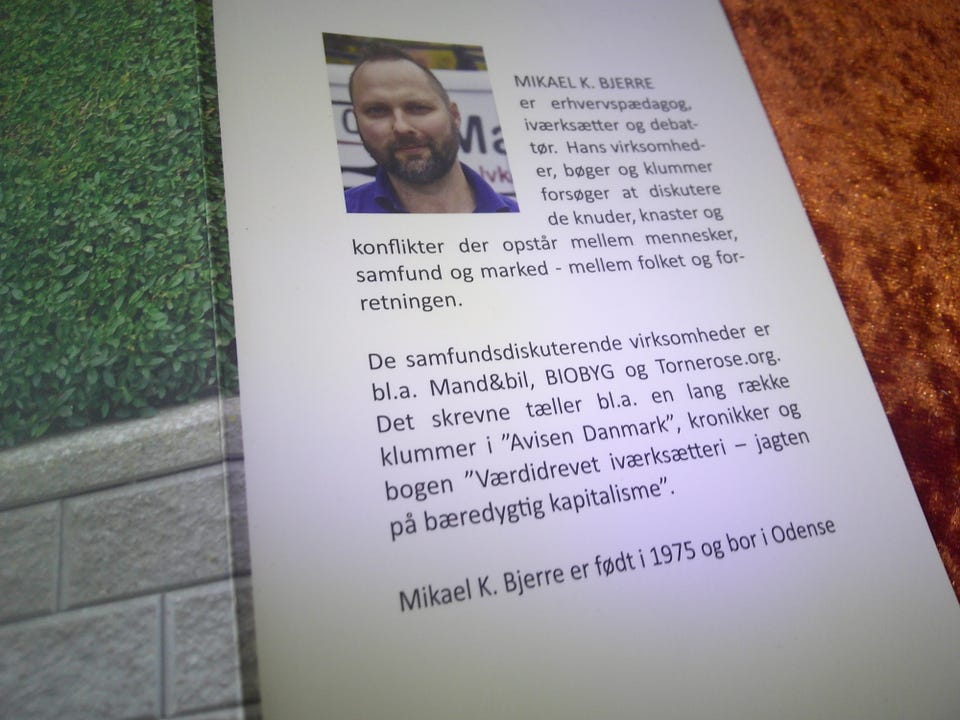 MIKAEL K. BJERRE
er erhvervspædagog,
iværksætter og debat-
tør. Hans virksomhed-
er, bøger og klummer
forsøger at diskutere
de knuder, knaster og
konflikter der opstår mellem mennesker,
samfund og marked - mellem folket og for-
retningen.
De samfundsdiskuterende virksomheder er
bl.a. Mand&bil, BIOBYG og Tornerose.org.
Det skrevne tæller bl.a. en lang række
klummer i ”Avisen Danmark”, kronikker og
bogen ”Værdidrevet iværksætteri – jagten
på bæredygtig kapitalisme”.
Mikael K. Bjerre er født i 1975 og bor i Odense